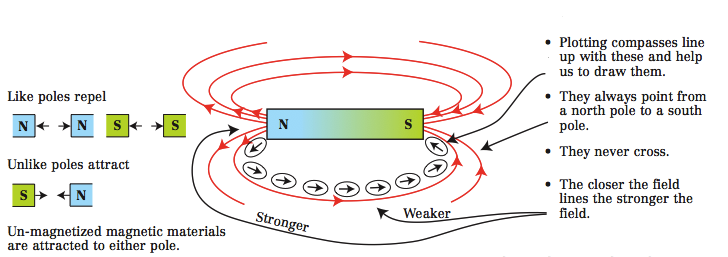 Like poles repel
N N S S
Unlike poles attract
S N
Un-magnetized magnetic materials
are attracted to either pole.
N S
Stronger
Weaker
• Plotting compasses line
up with these and help
us to draw them.
• They always point from
a north pole to a south
pole.
• They never cross.
• The closer the field
lines the stronger the
field.